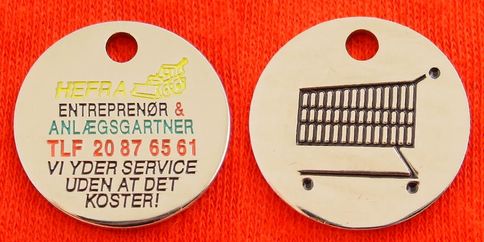 HEFRA
ENTREPRENØR &
ANLÆGSGARTNER
TLF 20 87 65 61
VI YDER SERVICE
UDEN AT DET
KOSTER!